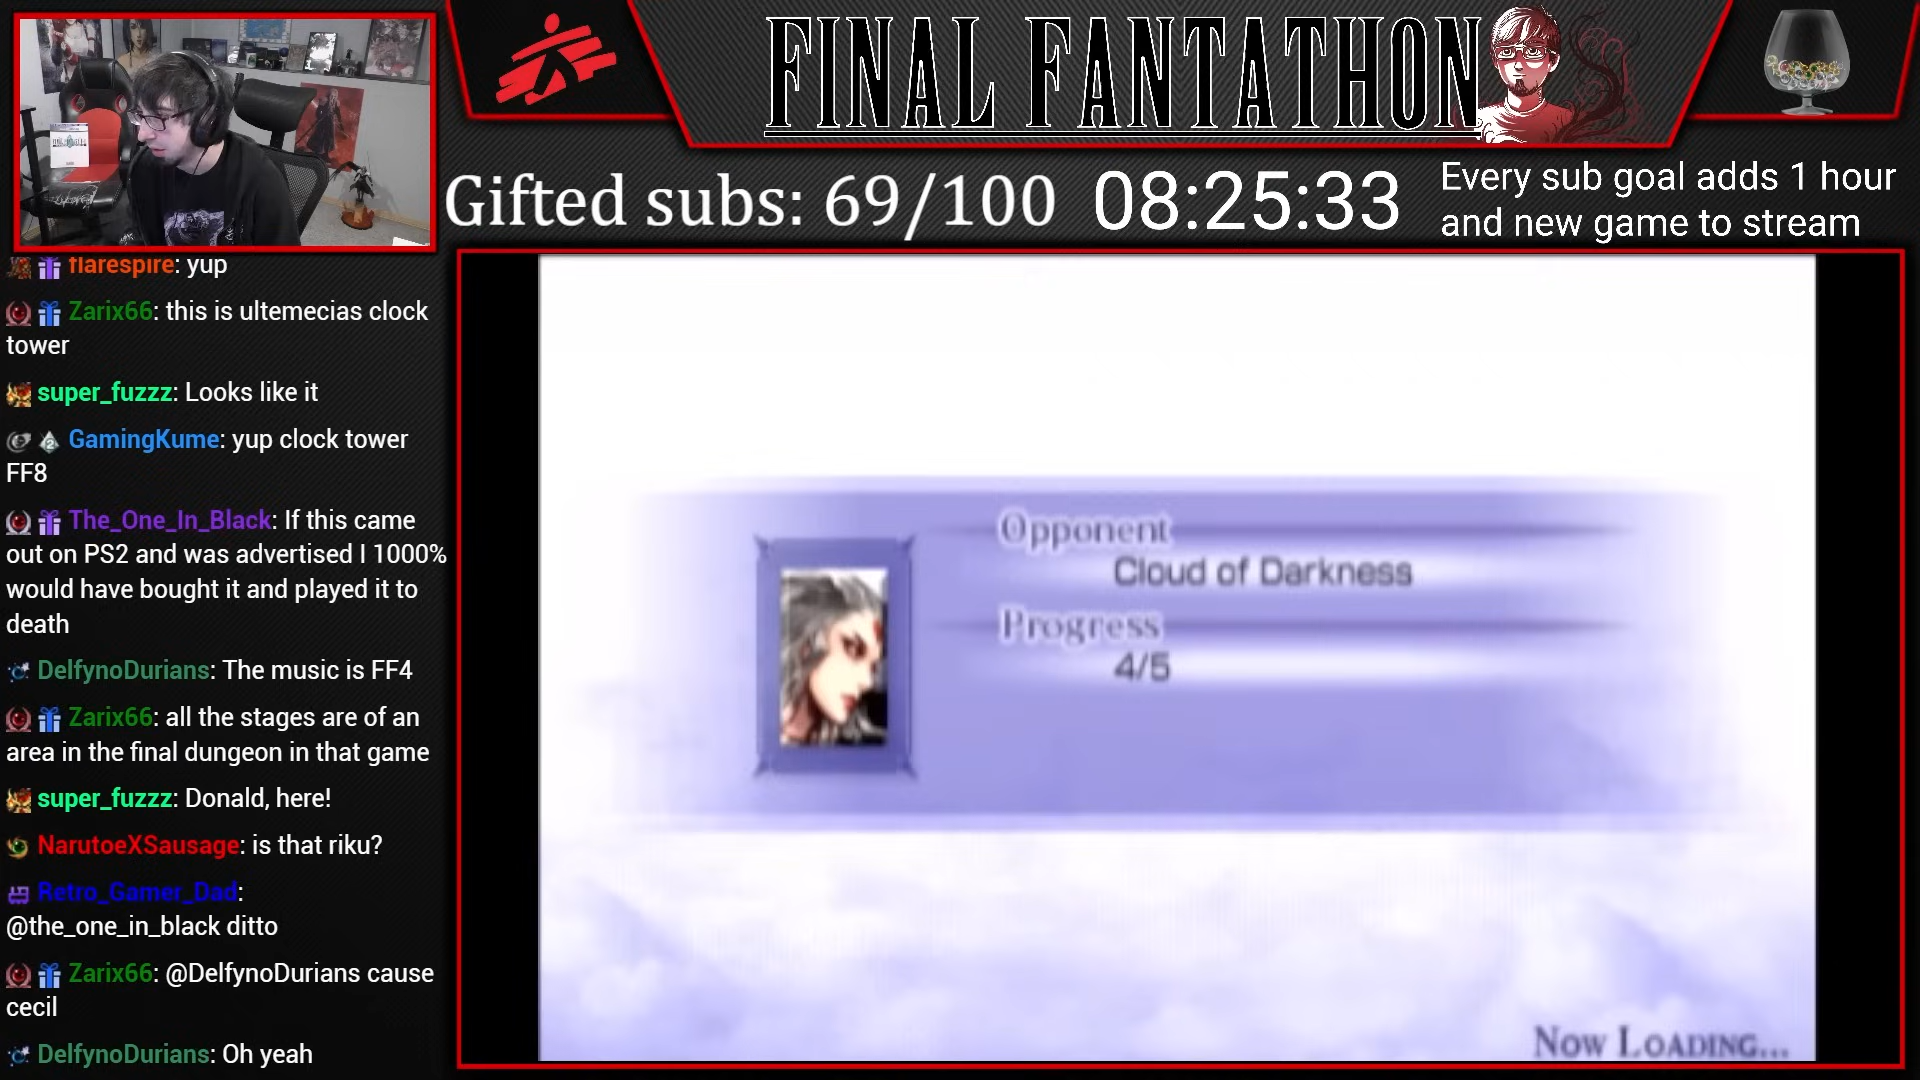 FINAL FANTATHON
Gifted subs: 69/100
08:25:33
Every sub goal adds 1 hour
and new game to stream
flarespire: yup
Zarix66: this is ultemecias clock
tower
super_fuzzz: Looks like it
GamingKume: yup clock tower
FF8
The_One_In_Black: If this came
out on PS2 and was advertised I 1000%
would have bought it and played it to
death
DelfynoDurians: The music is FF4
Zarix66: all the stages are of an
area in the final dungeon in that game
super_fuzzz: Donald, here!
NarutoeXSausage: is that riku?
Retro_Gamer_Dad:
@the_one_in_black ditto
Zarix66: @DelfynoDurians cause
cecil
DelfynoDurians: Oh yeah
Opponent
Cloud of Darkness
Progress
4/5
Now Loading...